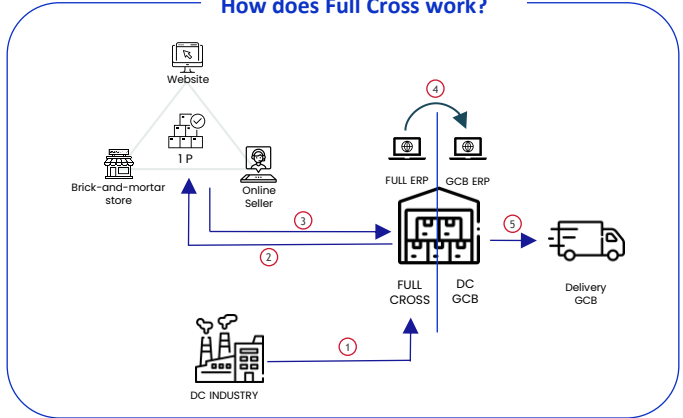 How does Full Cross work?
4
Website
1 P
FULL ERP
GCB ERP
Brick-and-mortar
store
Online
Seller
3
5
2
FULL
CROSS
DC
GCB
Delivery
GCB
1
DC INDUSTRY